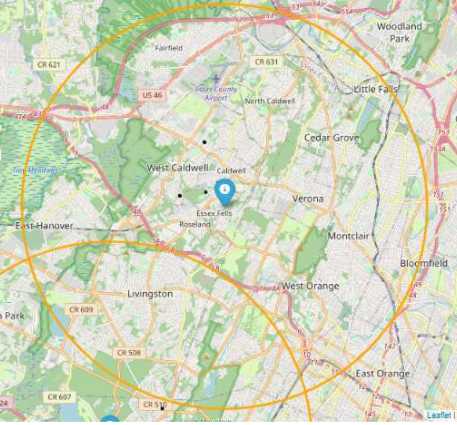 Woodland
Park
Fairfield
CR 621
CR 631
Essex County
Airport
US 46
Little Falls
North Caldwell
Cedar Grove
West Caldwell
Caldwell
Verona
Essex Fells
Roseland
East Hanover
Montclair
Bloomfield
West Orange
Livingston
CR 609
Park
CR 508
East Orange
CR 607
CR 510
24
Leaflet